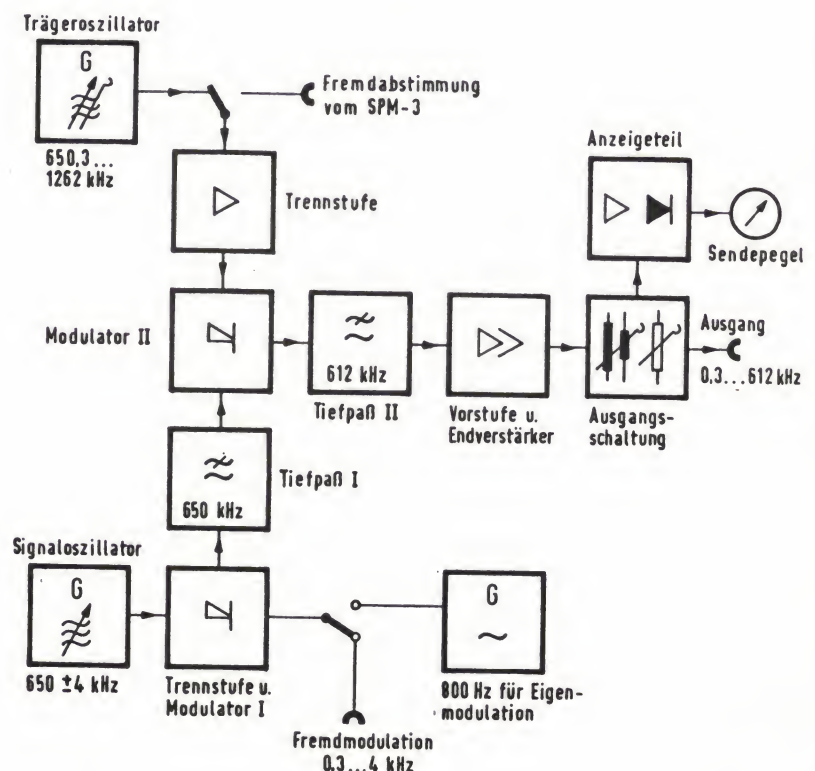 Trägeroszillator
G
650,3...
1262 kHz
Fremdabstimmung
vom SPM-3
Trennstufe
Anzeigeteil
Sendepegel
Modulator II
612 kHz
Tiefpaß II
Vorstufe u.
Endverstärker
Ausgangs-
schaltung
Ausgang
0,3...612 kHz
650 kHz
Tiefpaß I
Signaloszillator
G
650 ±4 kHz
Trennstufe u.
Modulator I
G
800 Hz für Eigen-
modulation
Fremdmodulation
0,3...4 kHz